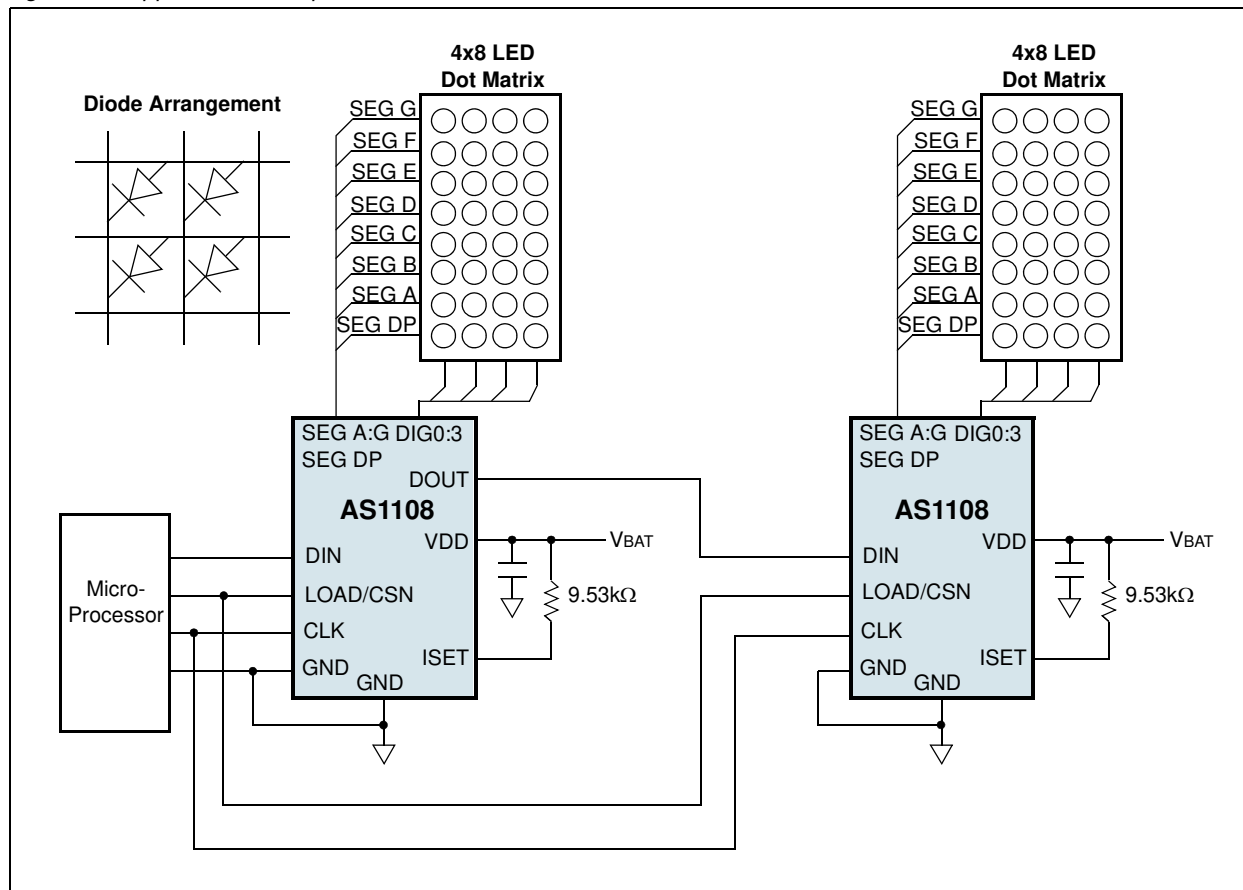 4x8 LED
Dot Matrix
Diode Arrangement
SEG G
SEG F
SEG E
SEG D
SEG C
SEG B
SEG A
SEG DP
SEG A:G DIG0:3
SEG DP
DOUT
AS1108
VDD
VBAT
DIN
LOAD/CSN
9.53kΩ
CLK
ISET
GND
GND
Micro-
Processor
4x8 LED
Dot Matrix
SEG G
SEG F
SEG E
SEG D
SEG C
SEG B
SEG A
SEG DP
SEG A:G DIG0:3
SEG DP
AS1108
VDD
VBAT
DIN
LOAD/CSN
9.53kΩ
CLK
ISET
GND
GND